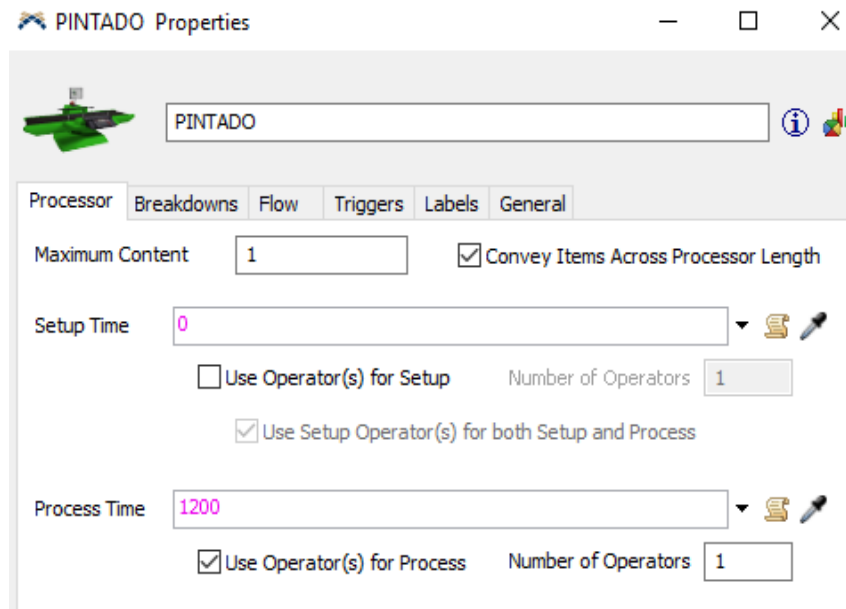 PINTADO Properties
PINTADO
Processor Breakdowns Flow Triggers Labels General
Maximum Content 1 Convey Items Across Processor Length
Setup Time 0
Use Operator(s) for Setup Number of Operators 1
Use Setup Operator(s) for both Setup and Process
Process Time 1200
Use Operator(s) for Process Number of Operators 1